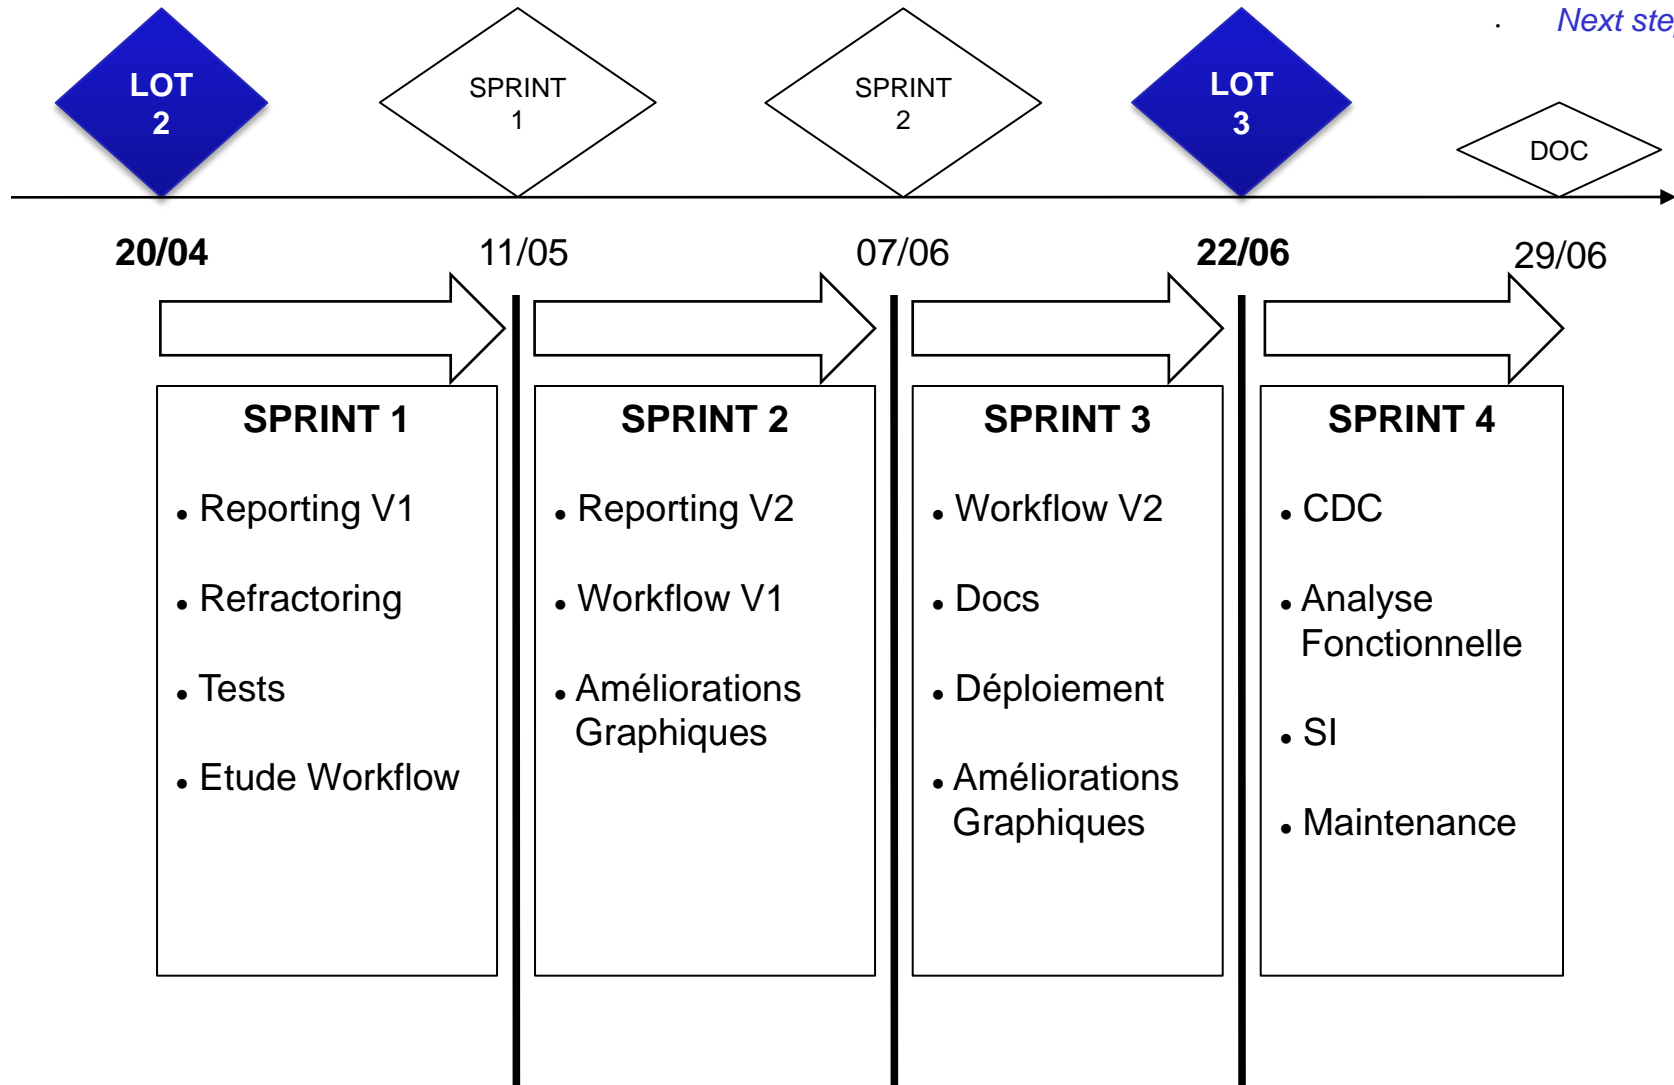 Next
LOT
2
SPRINT
1
SPRINT
2
LOT
3
DOC
20/04
11/05
07/06
22/06
29/06
SPRINT 1
• Reporting V1
• Refractoring
• Tests
• Etude Workflow
SPRINT 2
• Reporting V2
• Workflow V1
• Améliorations
Graphiques
SPRINT 3
• Workflow V2
• Docs
• Déploiement
• Améliorations
Graphiques
SPRINT 4
• CDC
• Analyse
Fonctionnelle
• SI
• Maintenance